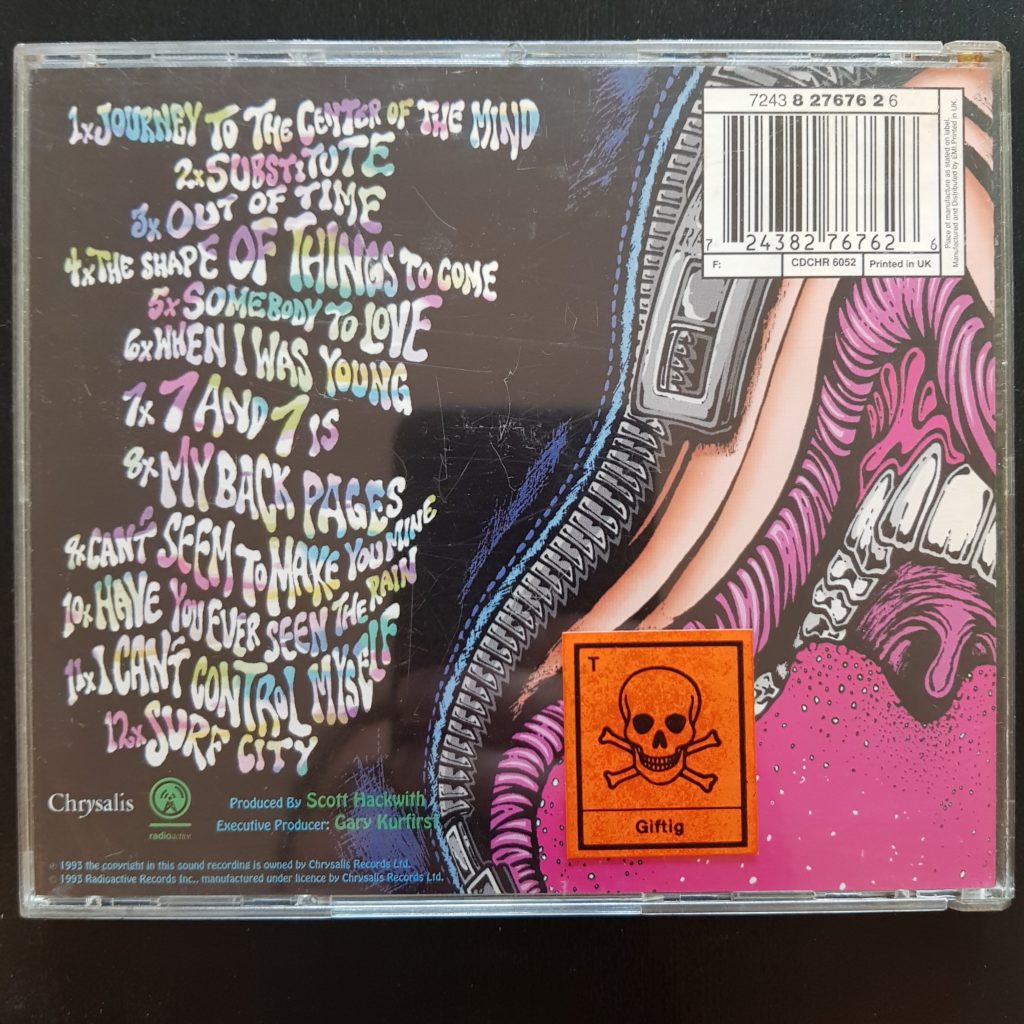 1x JOURNEY TO THE CENTER OF THE MIND
2x SUBSTITUTE
3x OUT OF TIME
4x THE SHAPE OF THINGS TO COME
5x SOMEBODY TO LOVE
6x WHEN I WAS YOUNG
7x 7 AND 7 IS
8x MY BACK PAGES
9x CAN'T SEEM TO MAKE YOU MINE
10x HAVE YOU EVER SEEN THE RAIN
11x I CAN'T CONTROL MYSELF
12x SURF CITY
Chrysalis
radioactive
Produced By Scott Hackwith
Executive Producer: Gary Kurfirst
℗ 1993 the copyright in this sound recording is owned by Chrysalis Records Ltd.
© 1993 Radioactive Records Inc., manufactured under licence by Chrysalis Records Ltd.
7243 8 27676 2 6
7 24382 76762 6
F:
CDCHR 6052
Printed in UK
Place of manufacture as stated on label.
Manufactured and Distributed by EMI. Printed in UK.
T
Giftig